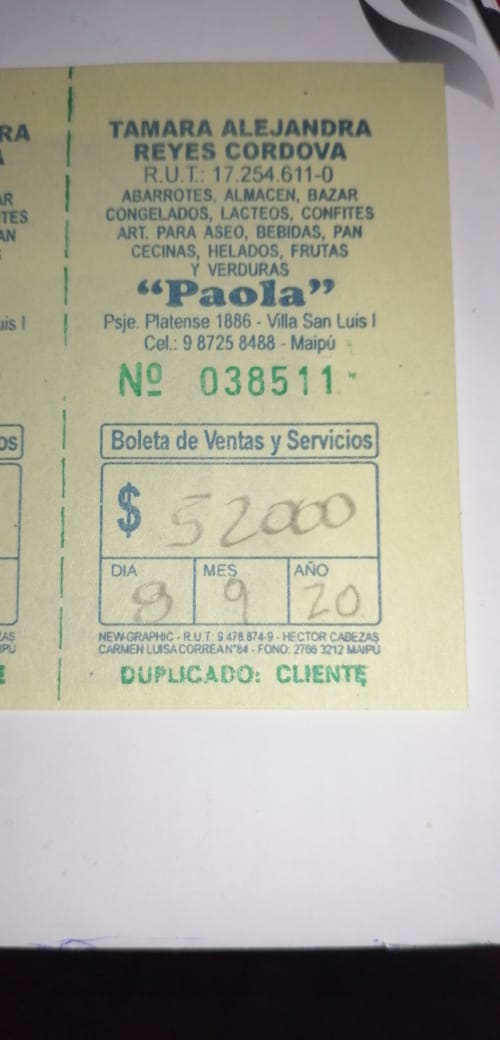 RA
TAMARA ALEJANDRA
REYES CORDOVA
R.U.T.: 17.254.611-0
ABARROTES, ALMACEN, BAZAR
CONGELADOS, LACTEOS, CONFITES
ART. PARA ASEO, BEBIDAS, PAN
CECINAS, HELADOS, FRUTAS
Y VERDURAS
“Paola”
Psje. Platense 1886 - Villa San Luis I
Cel.: 9 8725 8488 - Maipú
Nº 038511
Boleta de Ventas y Servicios
$ 52000
DIA MES AÑO
8 9 20
NEW-GRAPHIC - R.U.T: 9.478.874-9 - HECTOR CABEZAS
CARMEN LUISA CORREA N°84 - FONO: 2766 3212 MAIPU
DUPLICADO: CLIENTE